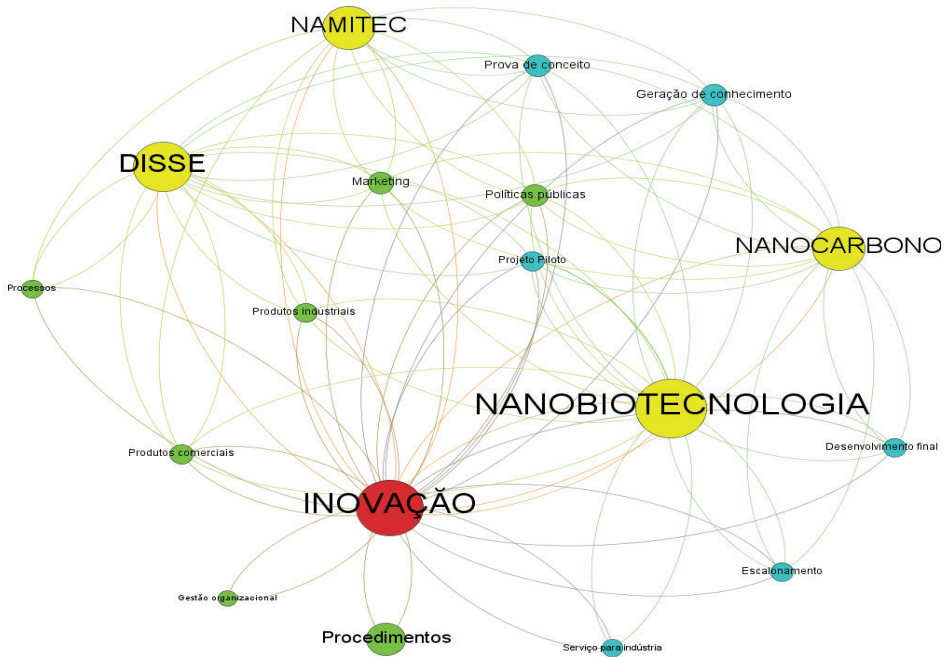 NAMITEC
Prova de conceito
Geração de conhecimento
DISSE
Marketing
Políticas públicas
NANOCARBONO
Projeto Piloto
Processos
Produtos industriais
NANOBIOTECNOLOGIA
Desenvolvimento final
Produtos comerciais
INOVAÇĂO
Escalonamento
Gestão organizacional
Procedimentos
Serviço para indústria